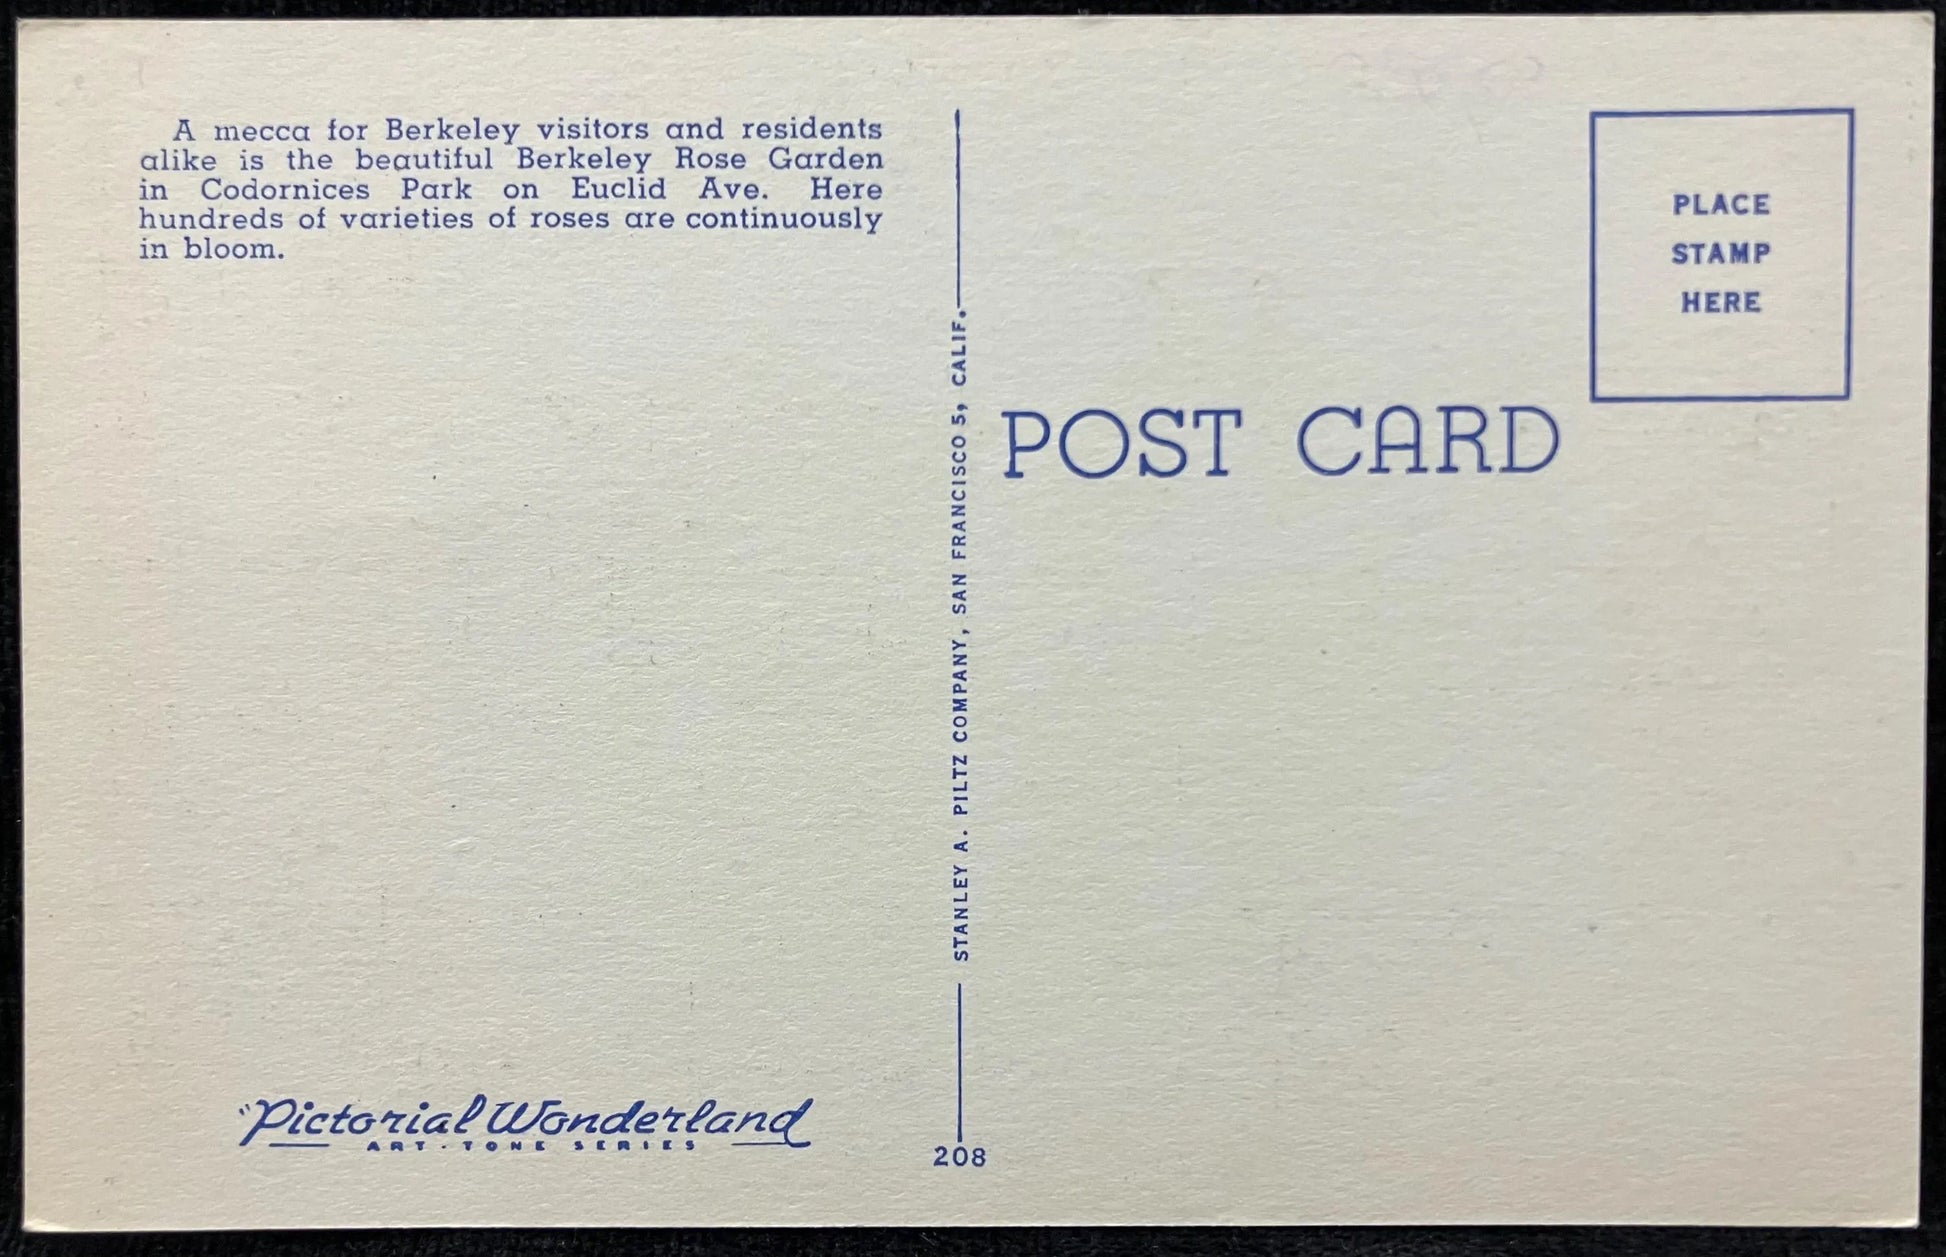 A mecca for Berkeley visitors and residents
alike is the beautiful Berkeley Rose Garden
in Codornices Park on Euclid Ave. Here
hundreds of varieties of roses are continuously
in bloom.
"Pictorial Wonderland
ART-TONE SERIES
STANLEY A. PILTZ COMPANY, SAN FRANCISCO 5, CALIF.
208
POST CARD
PLACE
STAMP
HERE